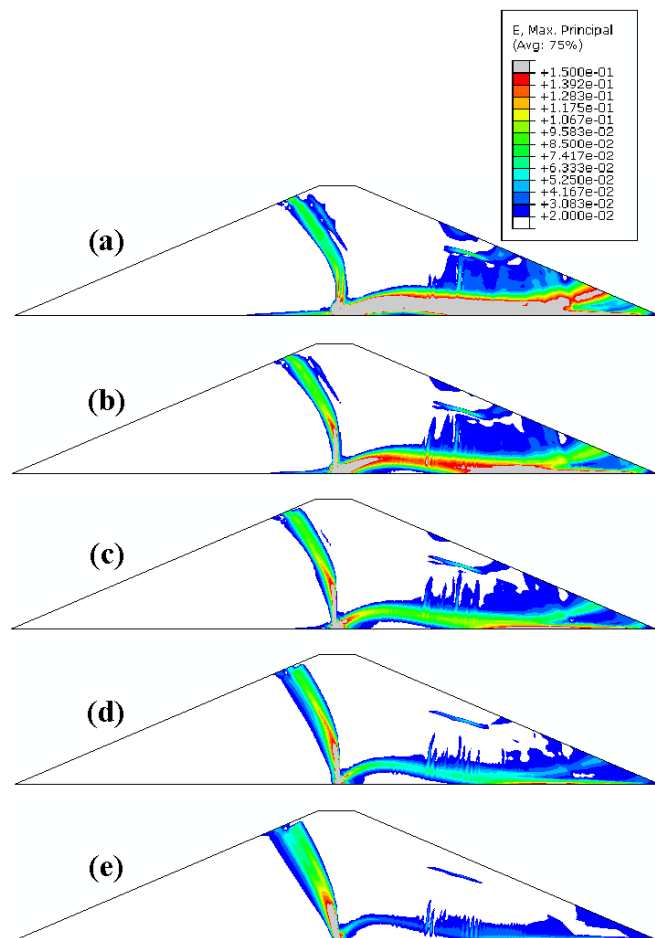 E, Max. Principal
(Avg: 75%)
+1.500e-01
+1.392e-01
+1.283e-01
+1.175e-01
+1.067e-01
+9.583e-02
+8.500e-02
+7.417e-02
+6.333e-02
+5.250e-02
+4.167e-02
+3.083e-02
+2.000e-02
(a)
(b)
(c)
(d)
(e)